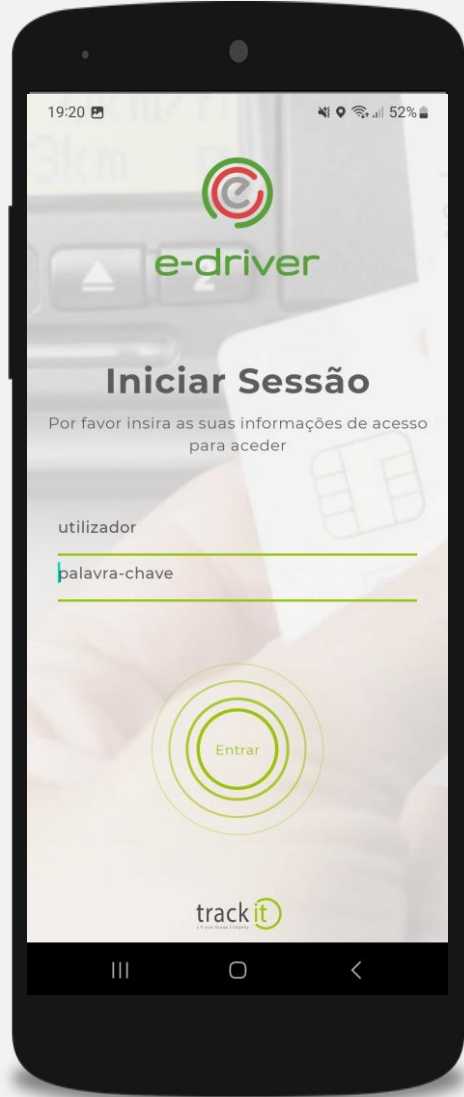 19:20
52%
e-driver
Iniciar Sessão
Por favor insira as suas informações de acesso
para aceder
utilizador
palavra-chave
Entrar
track it